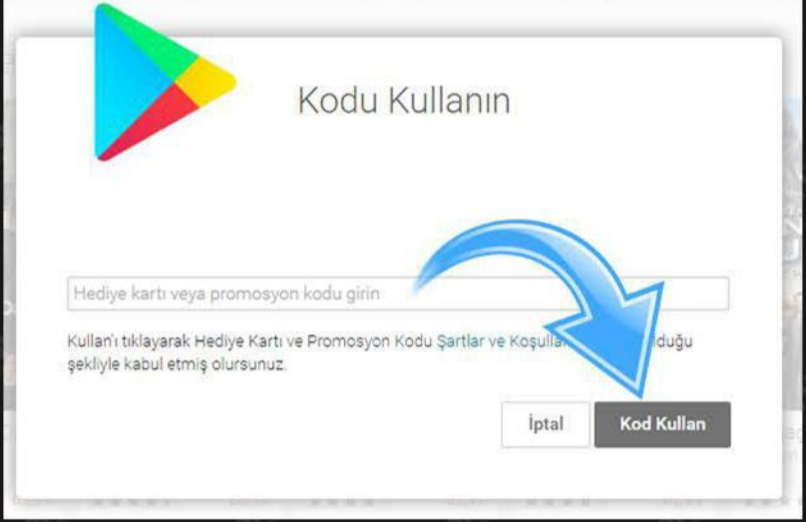 Kodu Kullanın
Hediye kartı veya promosyon kodu girin
Kullan'ı tıklayarak Hediye Kartı ve Promosyon Kodu Şartlar ve Koşullar
şekliyle kabul etmiş olursunuz.
İptal
Kod Kullan